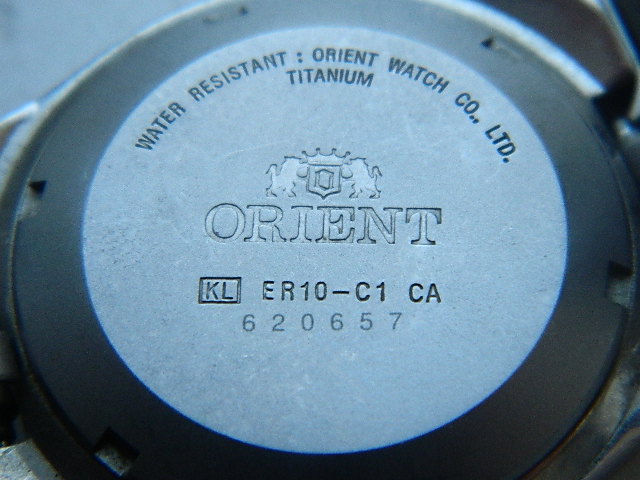 WATER RESISTANT : ORIENT WATCH CO., LTD.
TITANIUM
ORIENT
KL ER10-C1 CA
620657